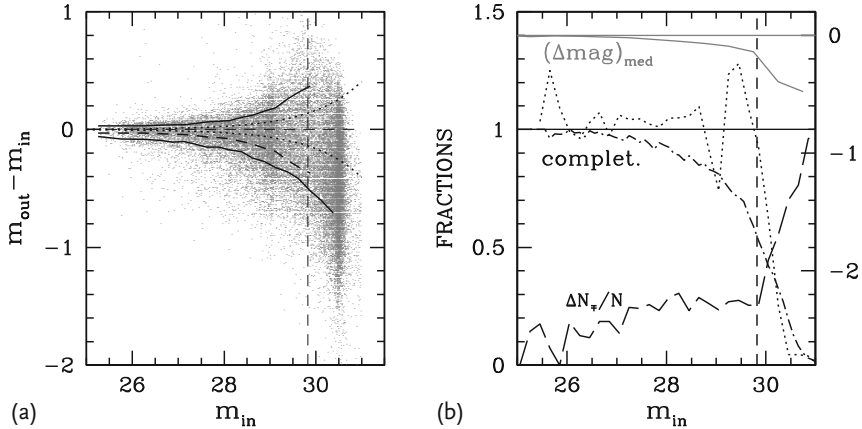 1
0
−1
−2
26
28
30
m_out−m_in
m_in
(a)
1.5
1
0.5
0
FRACTIONS
(Δmag)_med
complet.
ΔN_∓/N
0
−1
−2
26
28
30
m_in
(b)